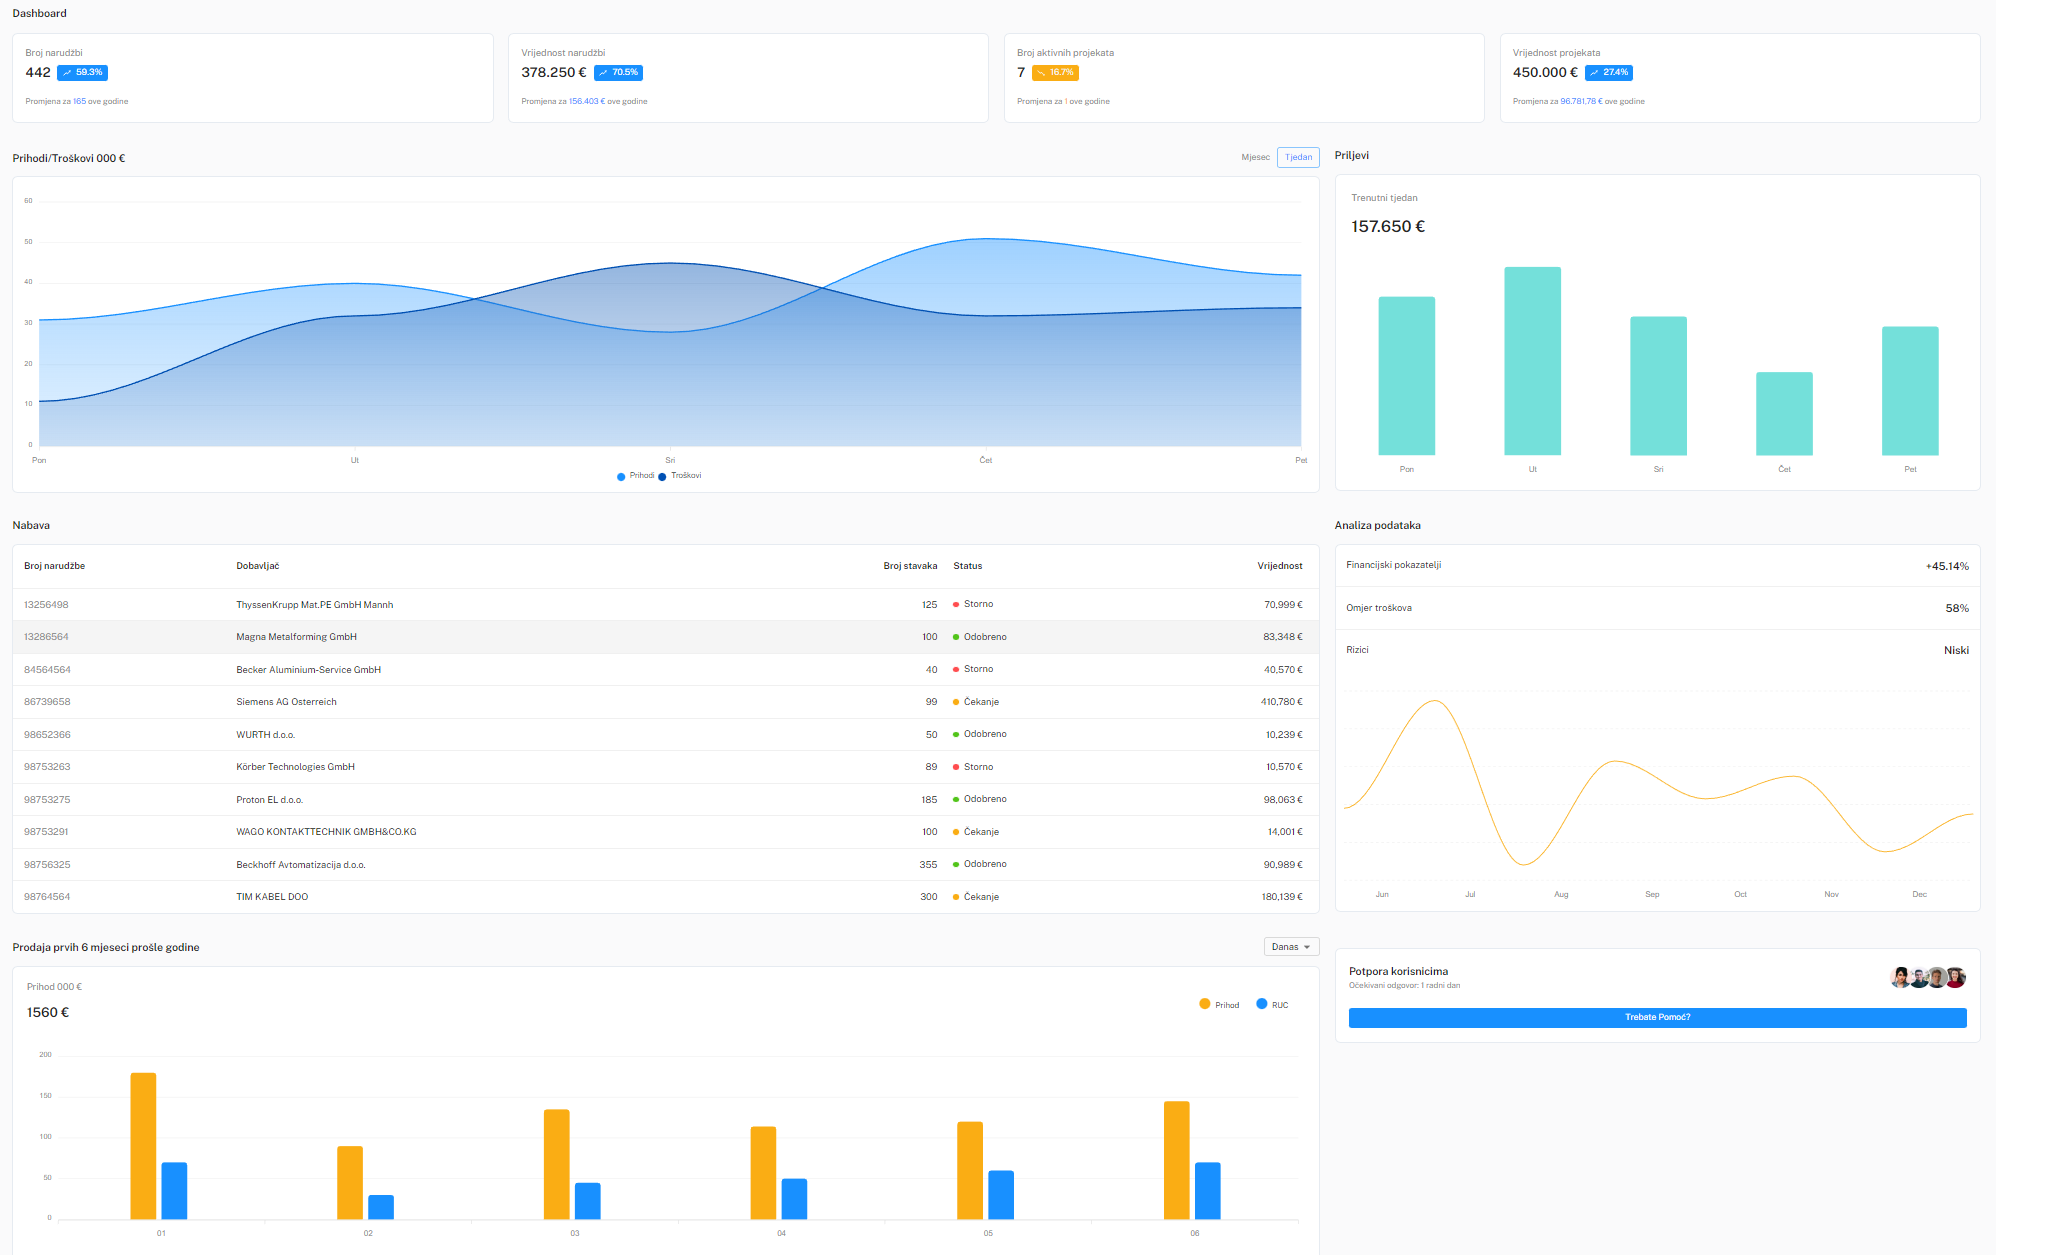 Dashboard
Broj narudžbi
442 59.3%
Promjena za 165 ove godine
Vrijednost narudžbi
378.250 € 70.5%
Promjena za 156.403 € ove godine
Broj aktivnih projekata
7 16.7%
Promjena za 1 ove godine
Vrijednost projekata
450.000 € 27.4%
Promjena za 96.781,78 € ove godine
Prihodi/Troškovi 000 €
Mjesec Tjedan
60
50
40
30
20
10
0
Pon Ut Sri Čet Pet
Prihodi Troškovi
Priljevi
Trenutni tjedan
157.650 €
Pon Ut Sri Čet Pet
Nabava
Broj narudžbe Dobavljač Broj stavaka Status Vrijednost
13256498 ThyssenKrupp Mat.PE GmbH Mannh 125 Storno 70,999 €
13286564 Magna Metalforming GmbH 100 Odobreno 83,348 €
84564564 Becker Aluminium-Service GmbH 40 Storno 40,570 €
86739658 Siemens AG Osterreich 99 Čekanje 410,780 €
98652366 WURTH d.o.o. 50 Odobreno 10,239 €
98753263 Körber Technologies GmbH 89 Storno 10,570 €
98753275 Proton EL d.o.o. 185 Odobreno 98,063 €
98753291 WAGO KONTAKTTECHNIK GMBH&CO.KG 100 Čekanje 14,001 €
98756325 Beckhoff Avtomatizacija d.o.o. 355 Odobreno 90,989 €
98764564 TIM KABEL DOO 300 Čekanje 180,139 €
Analiza podataka
Financijski pokazatelji +45.14%
Omjer troškova 58%
Rizici Niski
Jun Jul Aug Sep Oct Nov Dec
Prodaja prvih 6 mjeseci prošle godine
Danas
Prihod 000 €
1560 €
Prihod RUC
200
150
100
50
0
01 02 03 04 05 06
Potpora korisnicima
Očekivani odgovor: 1 radni dan
Trebate Pomoć?